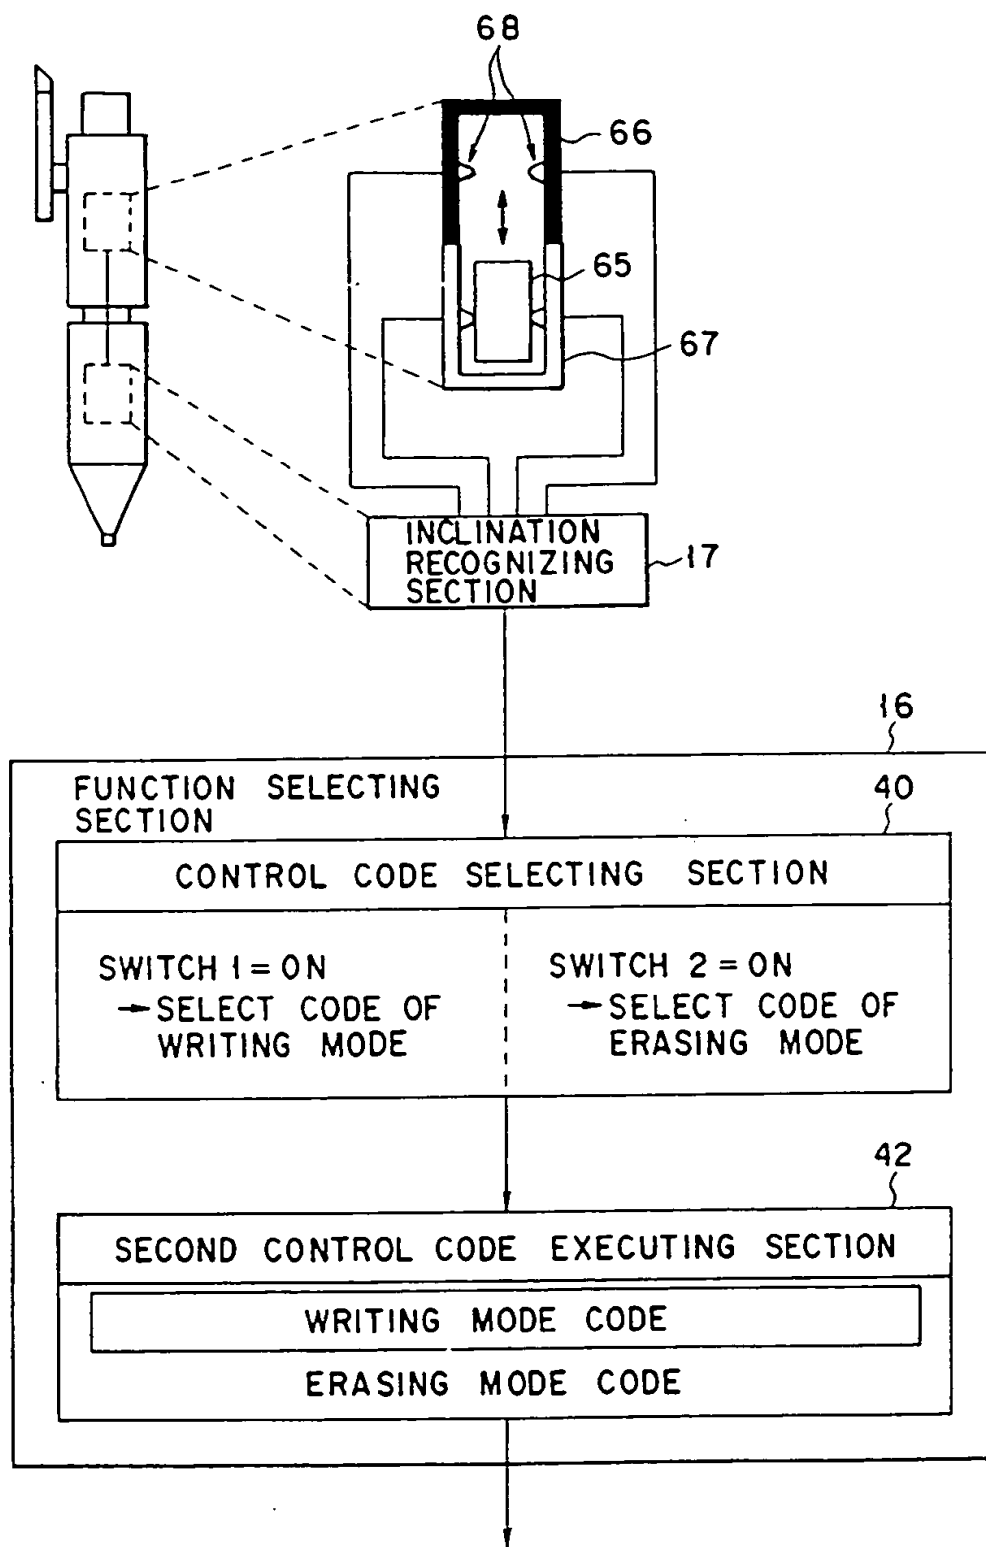 68
66
65
67
INCLINATION
RECOGNIZING
SECTION
17
16
FUNCTION SELECTING
SECTION
40
CONTROL CODE SELECTING SECTION
SWITCH 1 = ON
→ SELECT CODE OF
WRITING MODE
SWITCH 2 = ON
→ SELECT CODE OF
ERASING MODE
42
SECOND CONTROL CODE EXECUTING SECTION
WRITING MODE CODE
ERASING MODE CODE